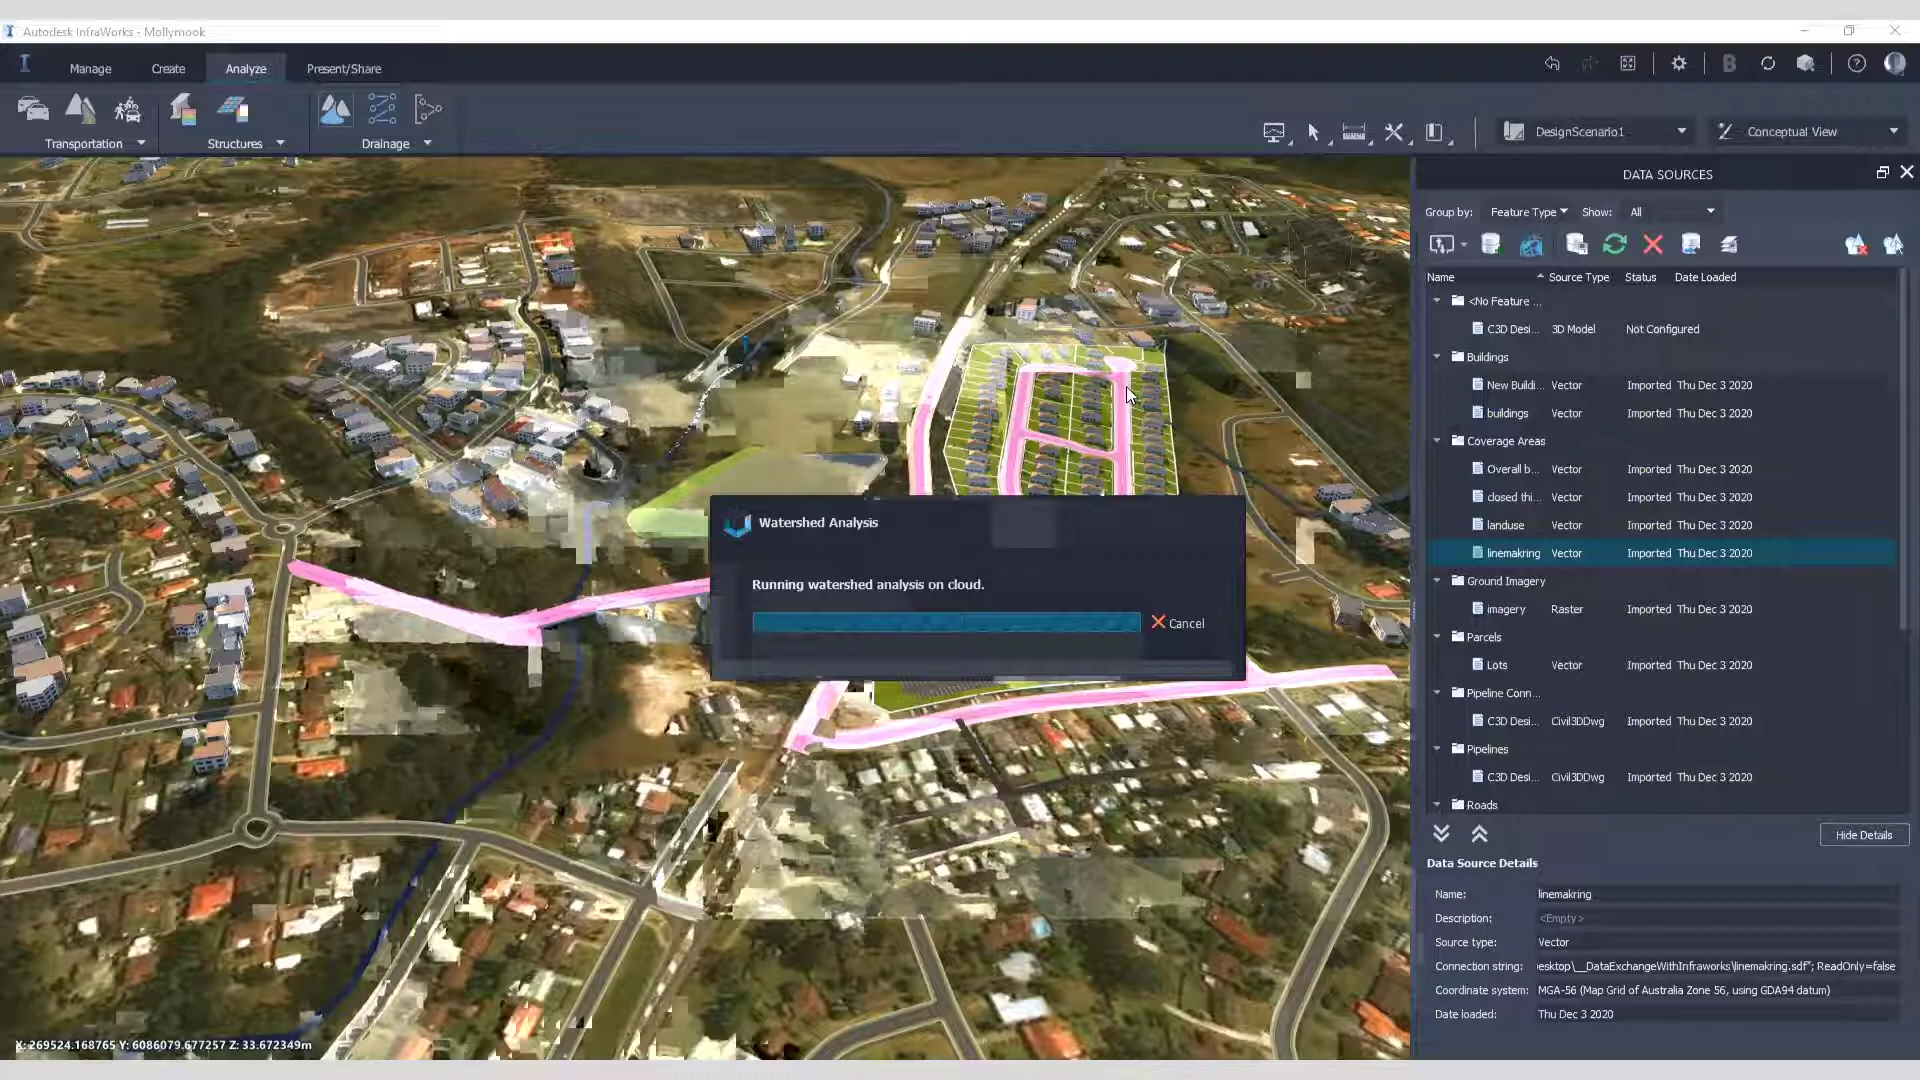 Autodesk InfraWorks - Mollymook
Manage Create Analyze Present/Share
Transportation Structures Drainage
DesignScenario1 Conceptual View
DATA SOURCES
Group by: Feature Type Show: All
Name Source Type Status Date Loaded
<No Feature ...
C3D Desi... 3D Model Not Configured
Buildings
New Buildi... Vector Imported Thu Dec 3 2020
buildings Vector Imported Thu Dec 3 2020
Coverage Areas
Overall b... Vector Imported Thu Dec 3 2020
closed thi... Vector Imported Thu Dec 3 2020
landuse Vector Imported Thu Dec 3 2020
linemakring Vector Imported Thu Dec 3 2020
Ground Imagery
imagery Raster Imported Thu Dec 3 2020
Parcels
Lots Vector Imported Thu Dec 3 2020
Pipeline Conn...
C3D Desi... Civil3DDwg Imported Thu Dec 3 2020
Pipelines
C3D Desi... Civil3DDwg Imported Thu Dec 3 2020
Roads
Hide Details
Data Source Details
Name: linemakring
Description: <Empty>
Source type: Vector
Connection string: esktop\__DataExchangeWithInfraworks\linemakring.sdf"; ReadOnly=false
Coordinate system: MGA-56 (Map Grid of Australia Zone 56, using GDA94 datum)
Date loaded: Thu Dec 3 2020
Watershed Analysis
Running watershed analysis on cloud.
Cancel
X: 269524.168765 Y: 6086079.677257 Z: 33.672349m